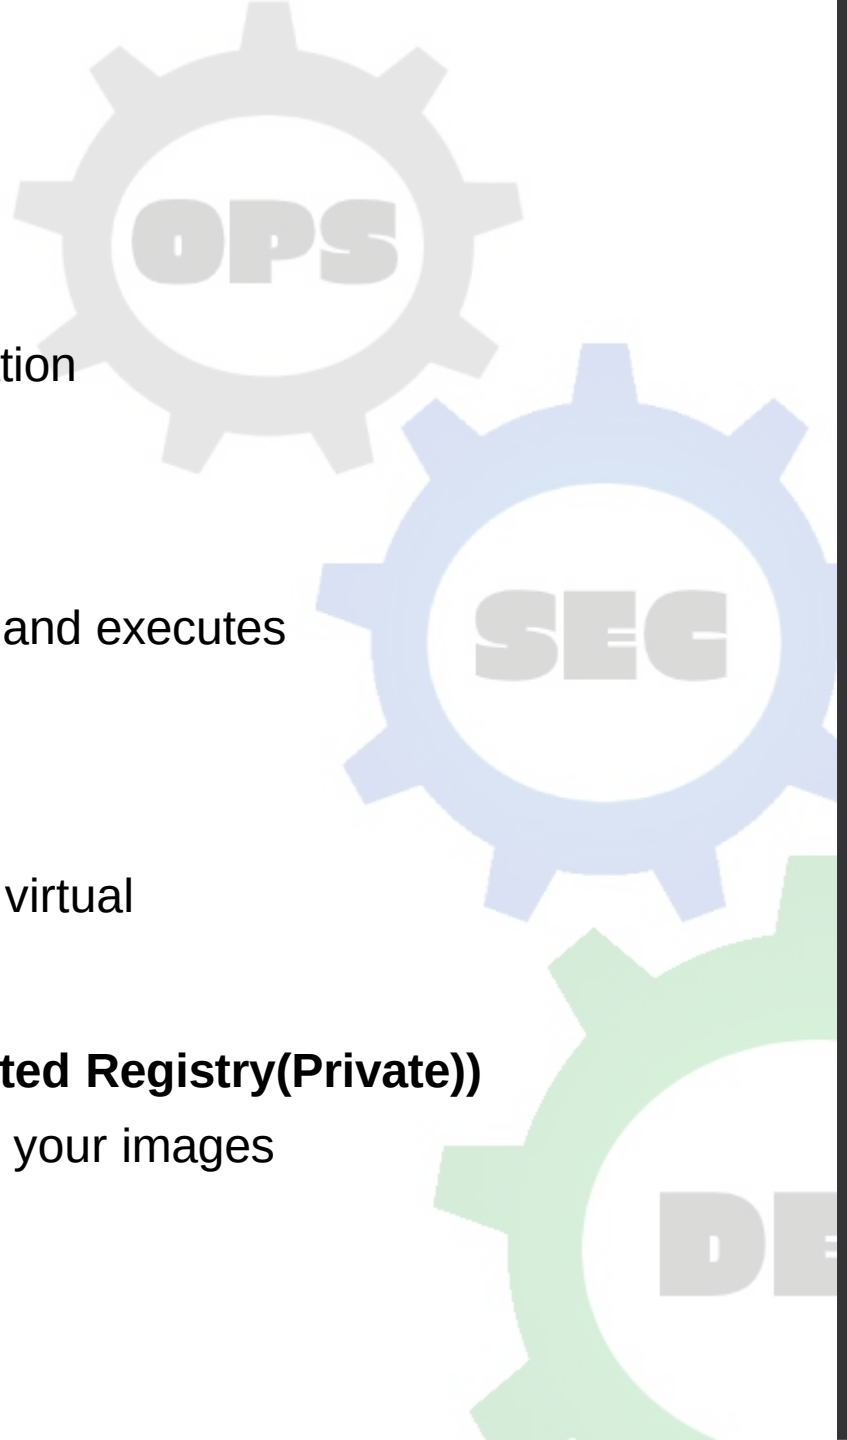 OPS
tion
and executes
SEC
virtual
ted Registry(Private))
your images
DE